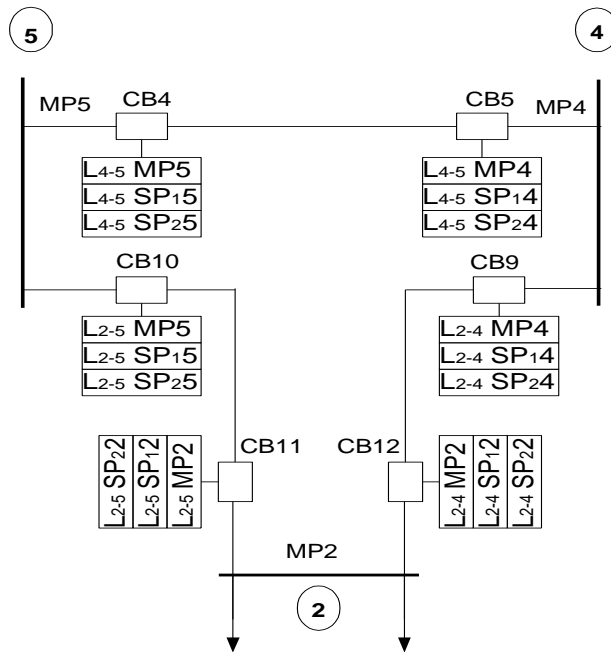 5
4
MP5
CB4
CB5
MP4
L4-5 MP5
L4-5 SP15
L4-5 SP25
L4-5 MP4
L4-5 SP14
L4-5 SP24
CB10
CB9
L2-5 MP5
L2-5 SP15
L2-5 SP25
L2-4 MP4
L2-4 SP14
L2-4 SP24
CB11
CB12
L2-5 SP22
L2-5 SP12
L2-5 MP2
L2-4 MP2
L2-4 SP12
L2-4 SP22
MP2
2